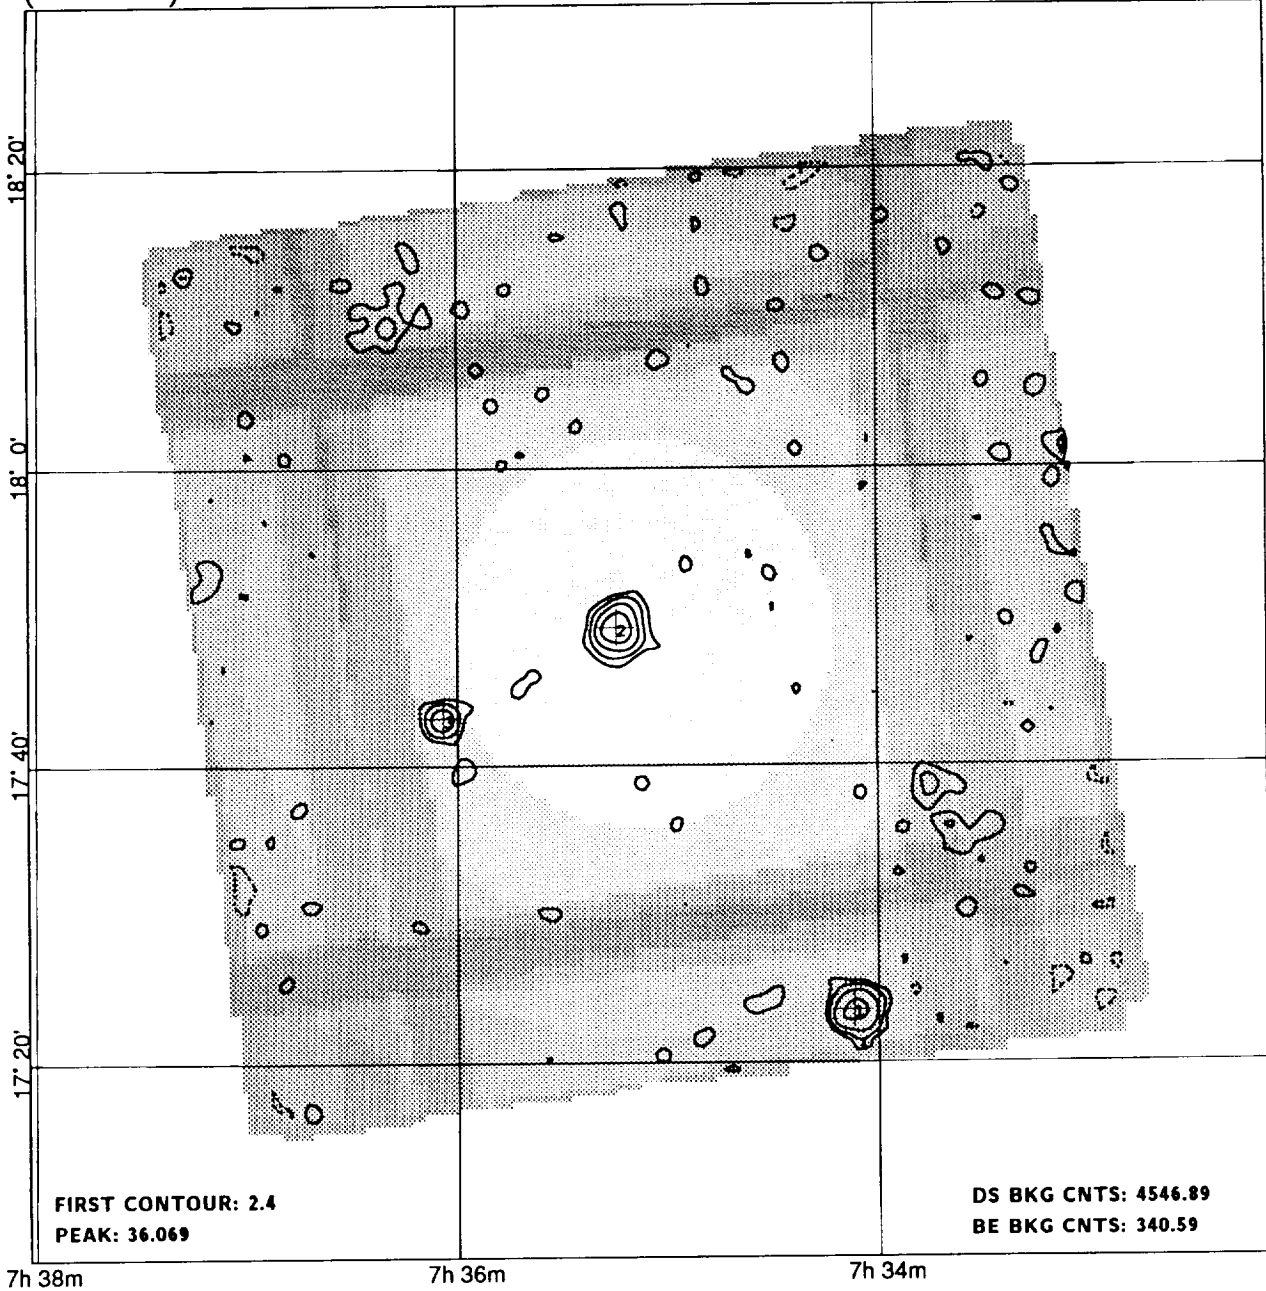 18° 20'
18° 0'
2
17° 40'
17° 20'
FIRST CONTOUR: 2.4
PEAK: 36.069
DS BKG CNTS: 4546.89
BE BKG CNTS: 340.59
7h 38m
7h 36m
7h 34m